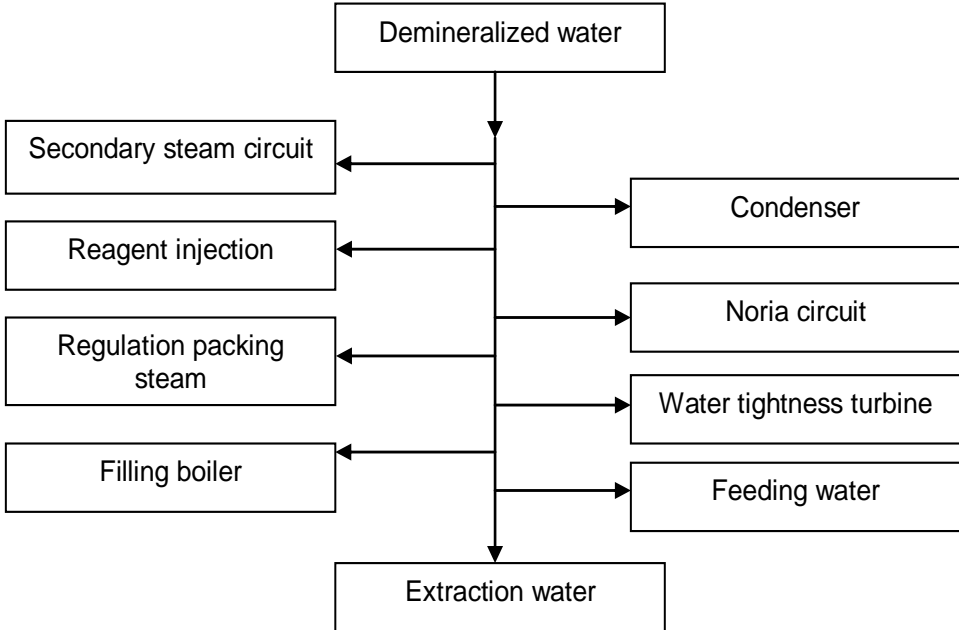 Demineralized water
Secondary steam circuit
Condenser
Reagent injection
Noria circuit
Regulation packing
steam
Water tightness turbine
Filling boiler
Feeding water
Extraction water